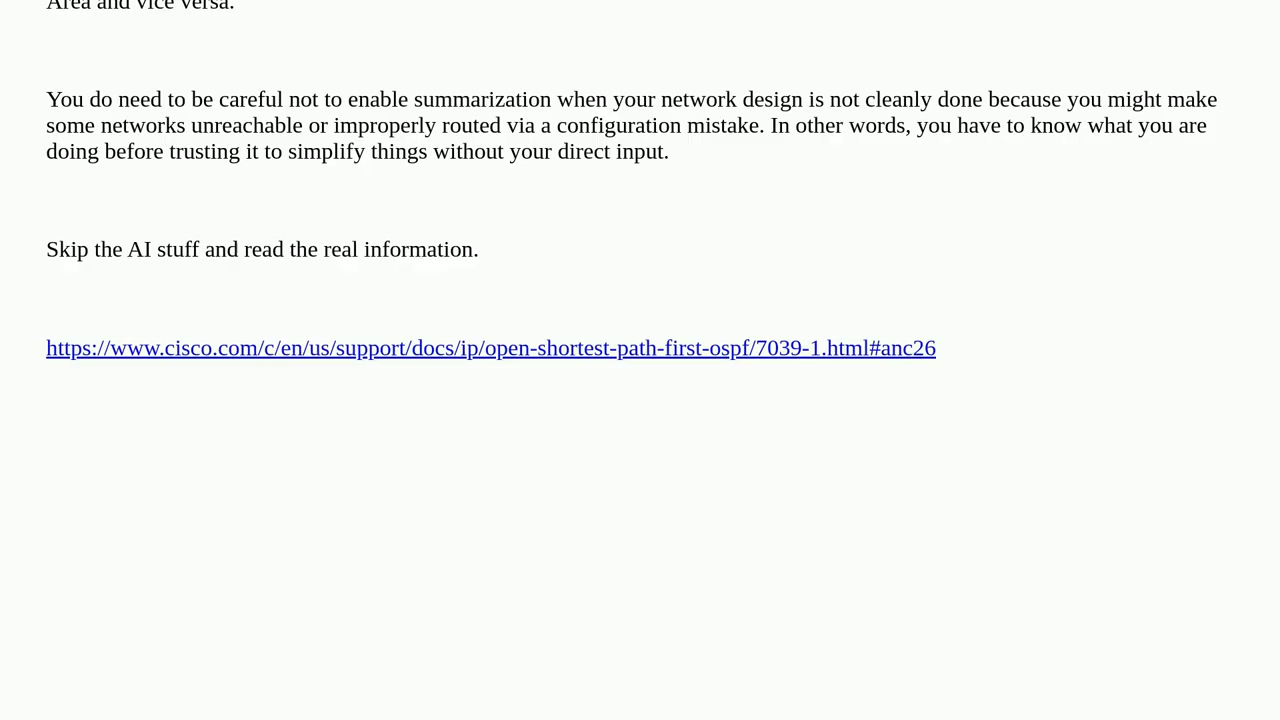 Area and vice versa.
You do need to be careful not to enable summarization when your network design is not cleanly done because you might make
some networks unreachable or improperly routed via a configuration mistake. In other words, you have to know what you are
doing before trusting it to simplify things without your direct input.
Skip the AI stuff and read the real information.
https://www.cisco.com/c/en/us/support/docs/ip/open-shortest-path-first-ospf/7039-1.html#anc26